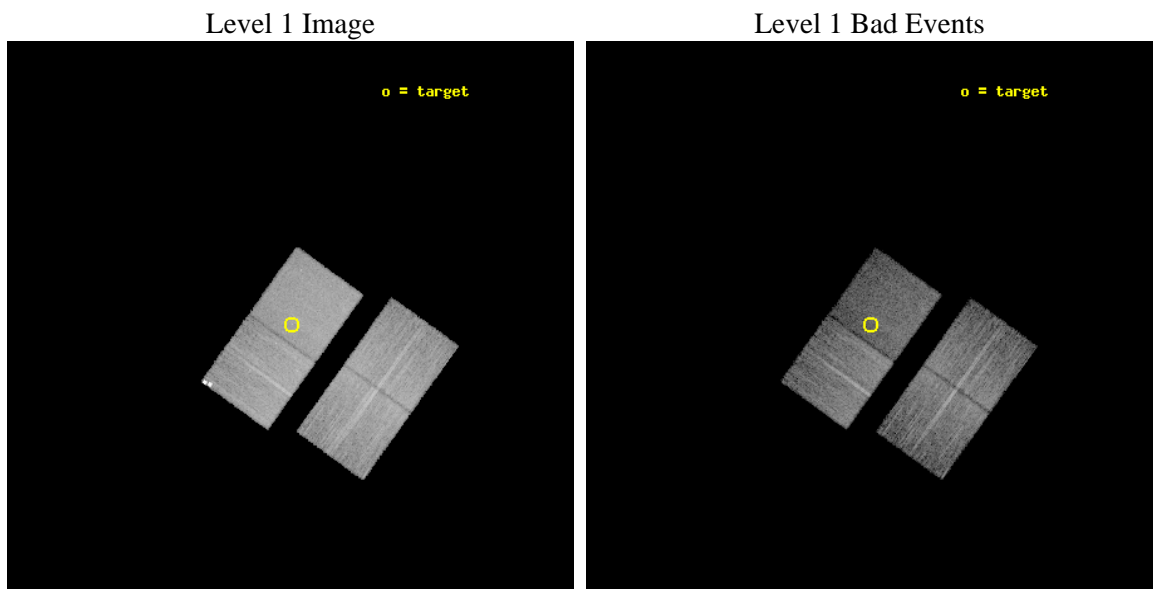 Level 1 Image
Level 1 Bad Events
o = target
o = target